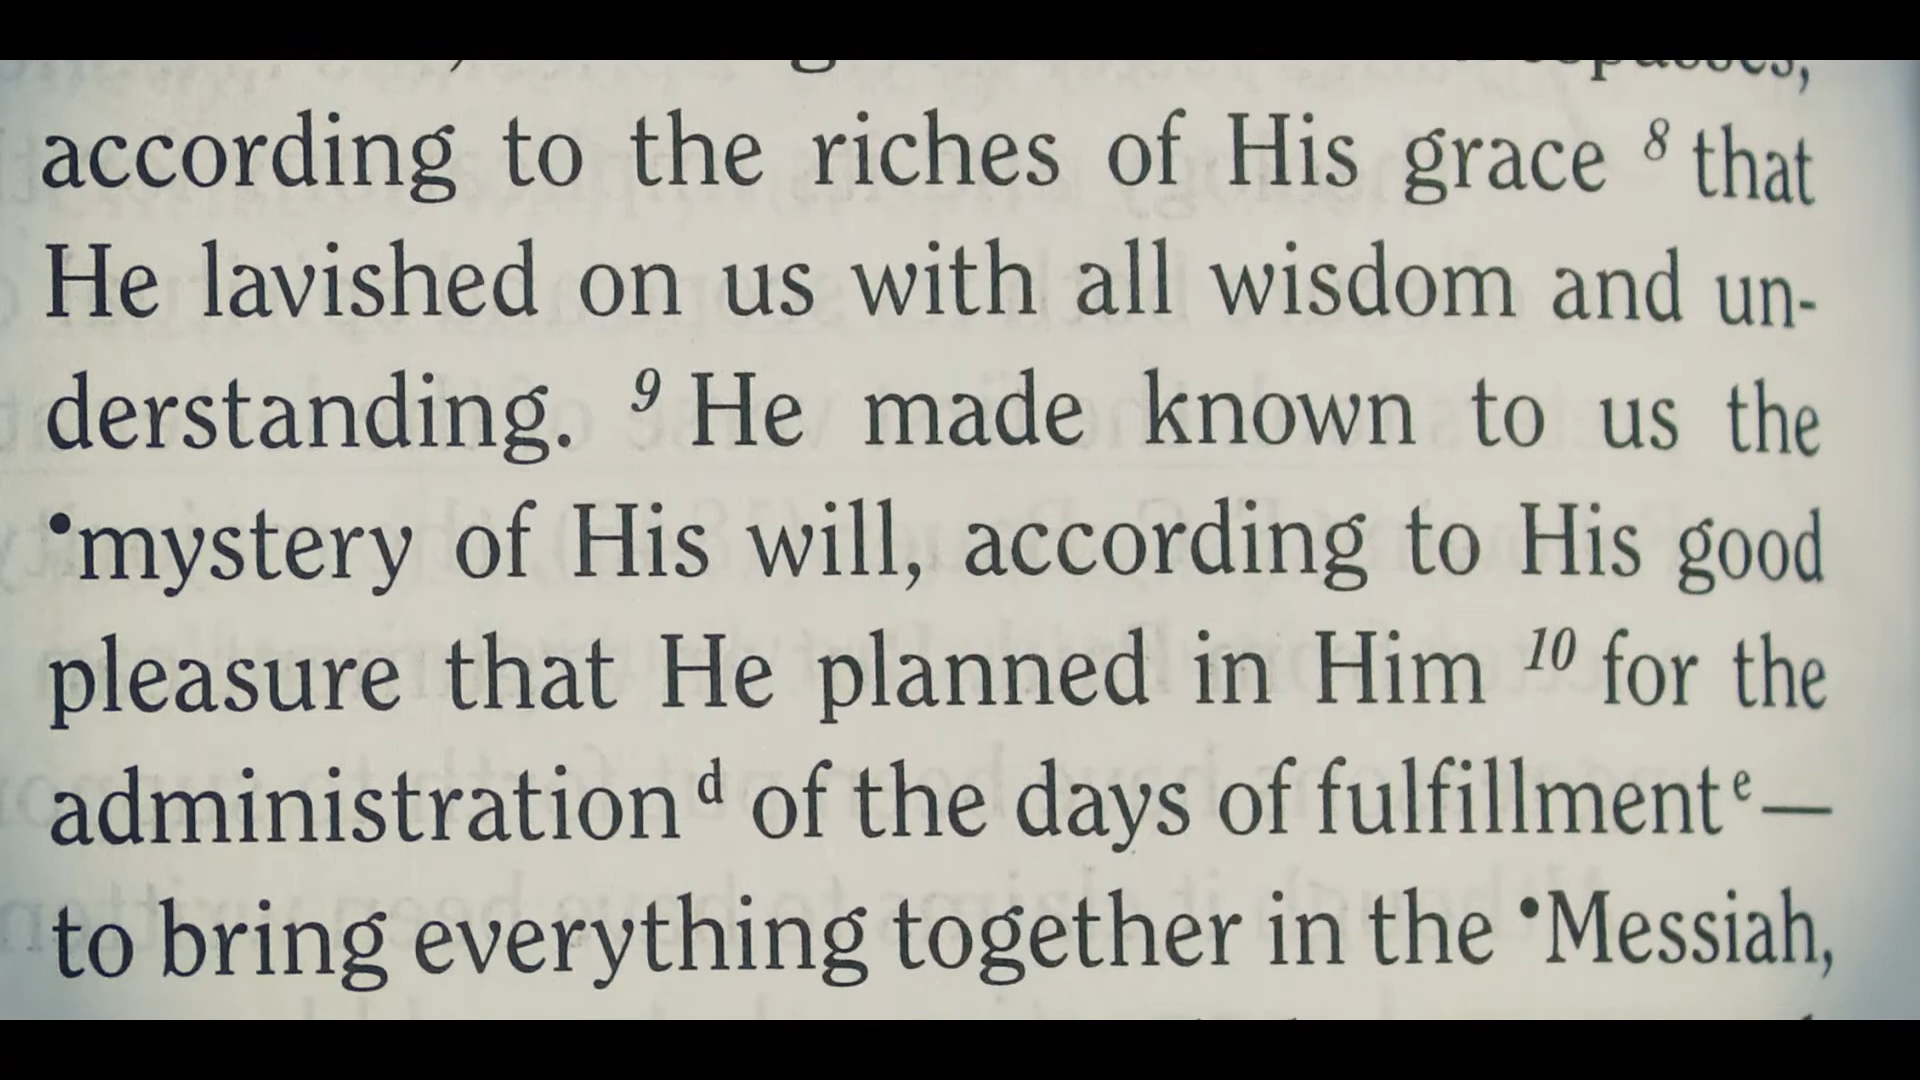 according to the riches of His grace 8 that
He lavished on us with all wisdom and un-
derstanding. 9 He made known to us the
•mystery of His will, according to His good
pleasure that He planned in Him 10 for the
administration d of the days of fulfillment e —
to bring everything together in the •Messiah,